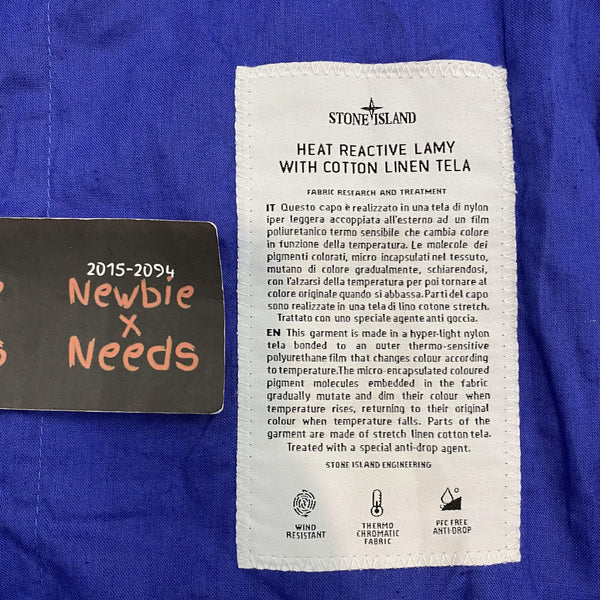 STONE ISLAND
HEAT REACTIVE LAMY
WITH COTTON LINEN TELA
FABRIC RESEARCH AND TREATMENT
IT Questo capo è realizzato in una tela di nylon
iper leggera accoppiata all'esterno ad un film
poliuretanico termo sensibile che cambia colore
in funzione della temperatura. Le molecole dei
pigmenti colorati, micro incapsulati nel tessuto,
mutano di colore gradualmente, schiarendosi,
con l'alzarsi della temperatura per poi tornare al
colore originale quando si abbassa. Parti del capo
sono realizzate in una tela di lino cotone stretch.
Trattato con uno speciale agente anti goccia.
EN This garment is made in a hyper-light nylon
tela bonded to an outer thermo-sensitive
polyurethane film that changes colour according
to temperature. The micro-encapsulated coloured
pigment molecules embedded in the fabric
gradually mutate and dim their colour when
temperature rises, returning to their original
colour when temperature falls. Parts of the
garment are made of stretch linen cotton tela.
Treated with a special anti-drop agent.
STONE ISLAND ENGINEERING
WIND
RESISTANT
THERMO
CHROMATIC
FABRIC
PFC FREE
ANTI-DROP
2015-2094
Newbie
x
Needs